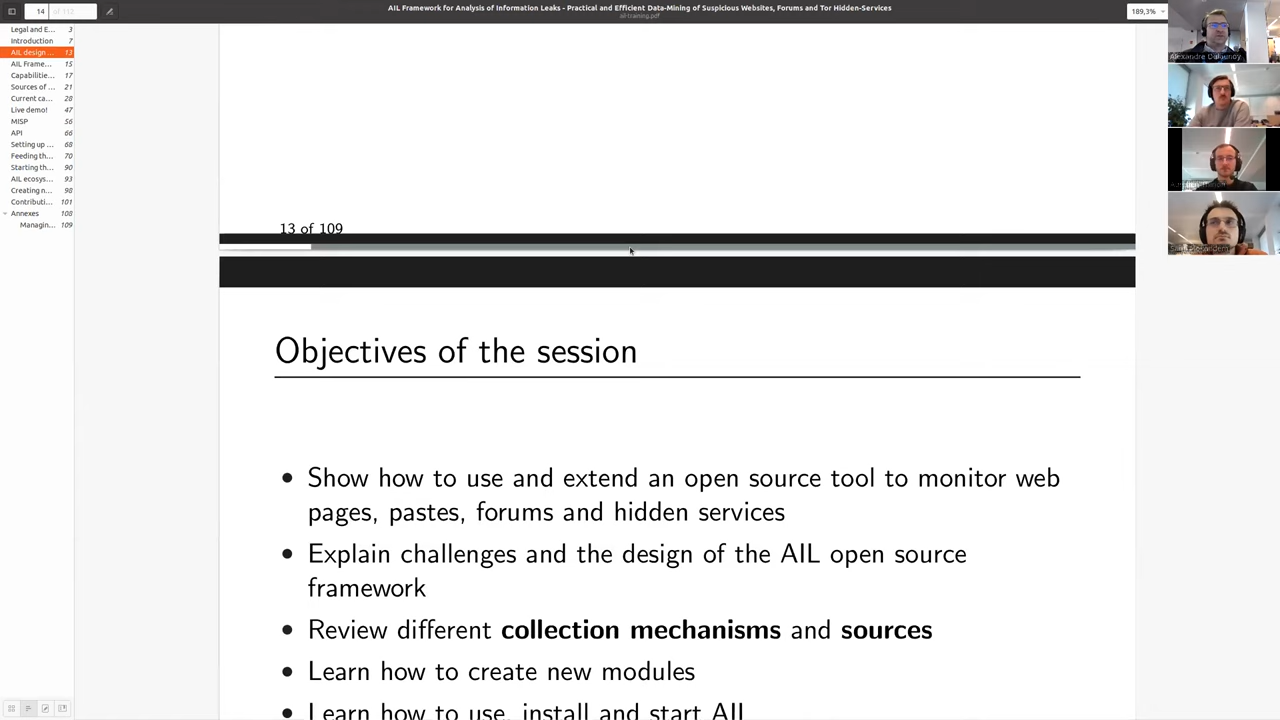 14
of 112
AIL Framework for Analysis of Information Leaks - Practical and Efficient Data-Mining of Suspicious Websites, Forums and Tor Hidden-Services
ail-training.pdf
189,3%
Legal and E... 3
Introduction 7
AIL design ... 13
AIL Frame... 15
Capabilitie... 17
Sources of ... 21
Current ca... 28
Live demo! 47
MISP 56
API 66
Setting up ... 68
Feeding th... 70
Starting th... 90
AIL ecosys... 93
Creating n... 98
Contributi... 101
Annexes 108
Managin... 109
13 of 109
Objectives of the session
• Show how to use and extend an open source tool to monitor web
pages, pastes, forums and hidden services
• Explain challenges and the design of the AIL open source
framework
• Review different collection mechanisms and sources
• Learn how to create new modules
• Learn how to use, install and start AIL